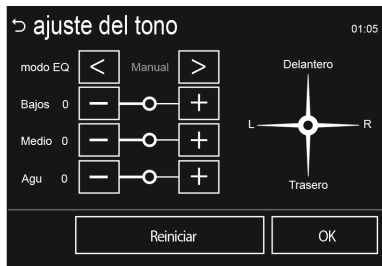 ajuste del tono
01:05
modo EQ < Manual >
Bajos 0 − +
Medio 0 − +
Agu 0 − +
Delantero
L R
Trasero
Reiniciar OK